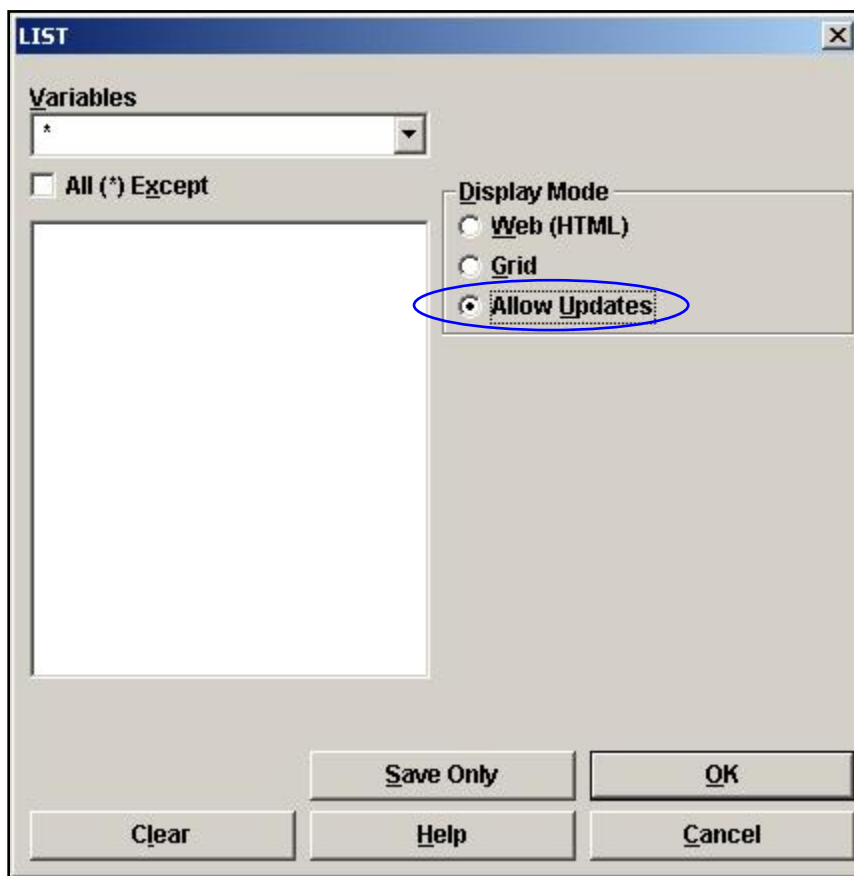 LIST
Variables
*
All (*) Except
Display Mode
Web (HTML)
Grid
Allow Updates
Save Only
OK
Clear
Help
Cancel